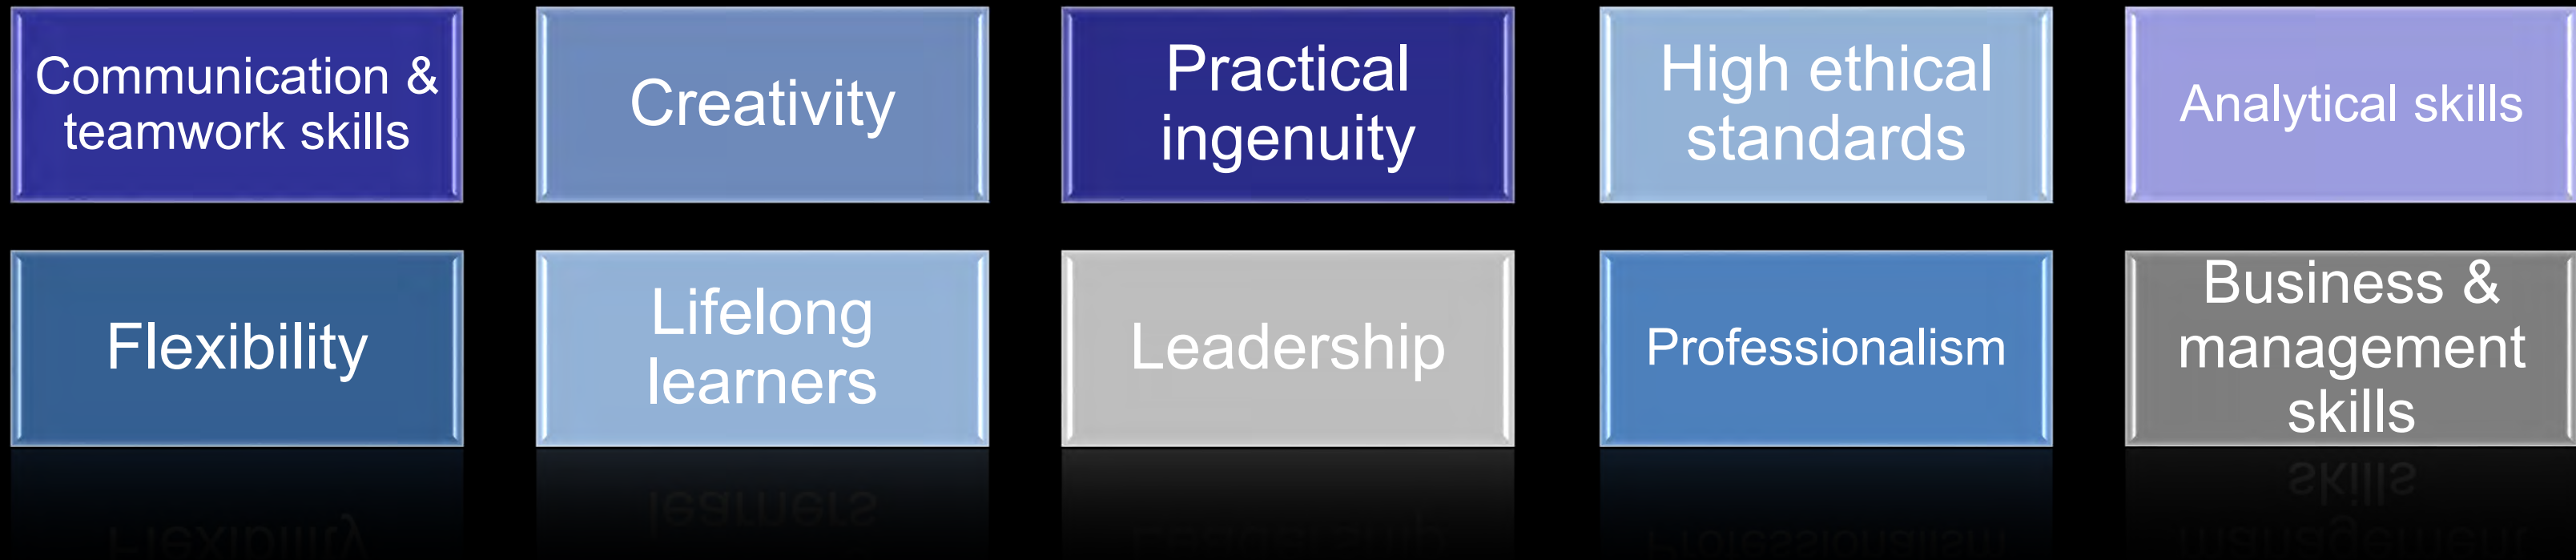 Communication &
teamwork skills
Creativity
Practical
ingenuity
High ethical
standards
Analytical skills
Flexibility
Lifelong
learners
Leadership
Professionalism
Business &
management
skills